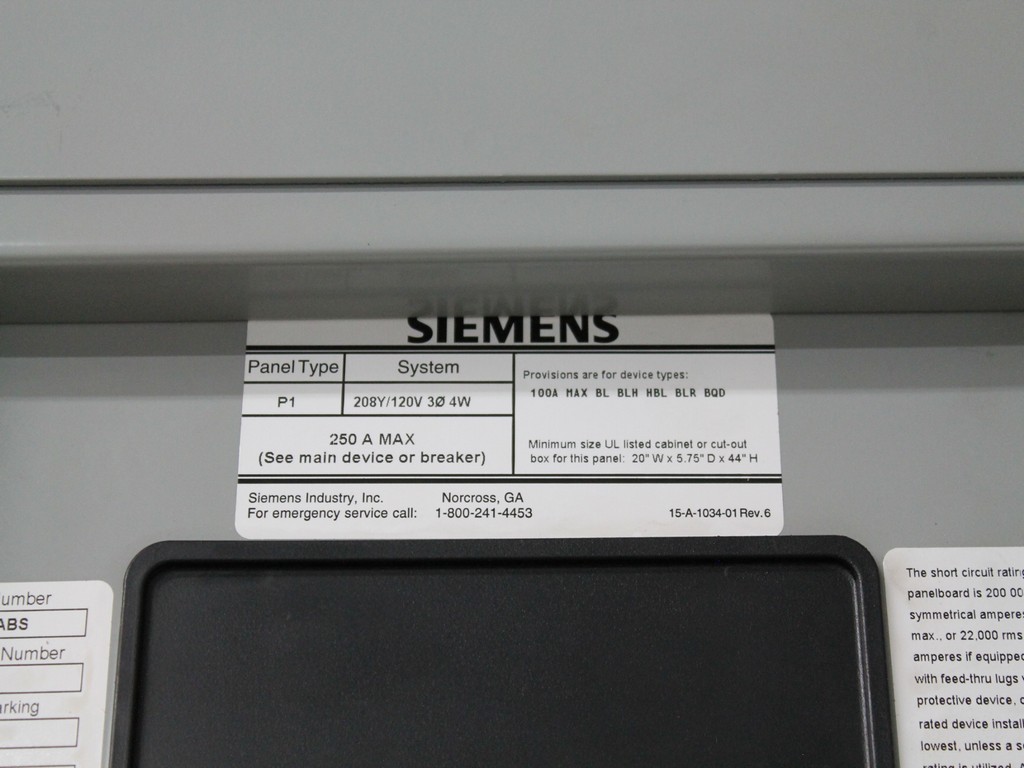 SIEMENS
Panel Type
System
P1
208Y/120V 3Ø 4W
250 A MAX
(See main device or breaker)
Provisions are for device types:
100A MAX BL BLH HBL BLR BQD
Minimum size UL listed cabinet or cut-out
box for this panel: 20" W x 5.75" D x 44" H
Siemens Industry, Inc. Norcross, GA
For emergency service call: 1-800-241-4453
15-A-1034-01 Rev. 6
umber
ABS
Number
rking
The short circuit rating
panelboard is 200 00
symmetrical amperes
max., or 22,000 rms
amperes if equipped
with feed-thru lugs
protective device,
rated device install
lowest, unless a
rating is utilized.